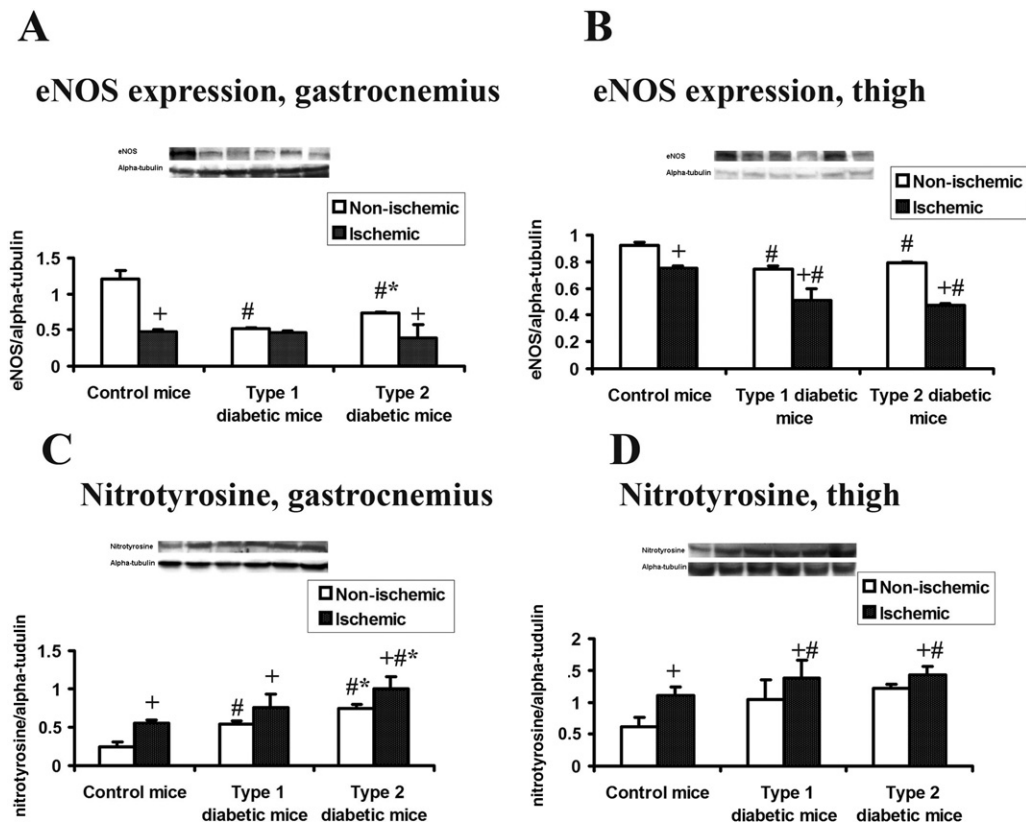 A
eNOS expression, gastrocnemius
eNOS
Alpha-tubulin
Non-ischemic
Ischemic
eNOS/alpha-tubulin
1.5
1
0.5
0
+
#
#*
+
Control mice
Type 1
diabetic mice
Type 2
diabetic mice
B
eNOS expression, thigh
eNOS
Alpha-tubulin
Non-ischemic
Ischemic
eNOS/alpha-tubulin
1
0.8
0.6
0.4
0.2
0
+
#
+#
#
+#
Control mice
Type 1 diabetic
mice
Type 2 diabetic
mice
C
Nitrotyrosine, gastrocnemius
Nitrotyrosine
Alpha-tubulin
Non-ischemic
Ischemic
nitrotyrosine/alpha-tudulin
1.5
1
0.5
0
+
#
+
#*
+#*
Control mice
Type 1
diabetic mice
Type 2
diabetic mice
D
Nitrotyrosine, thigh
Nitrotyrosine
Alpha-tubulin
Non-ischemic
Ischemic
nitrotyrosine/alpha-tudulin
2
.5
1
.5
0
+
+#
+#
Control mice
Type 1
diabetic mice
Type 2
diabetic mice